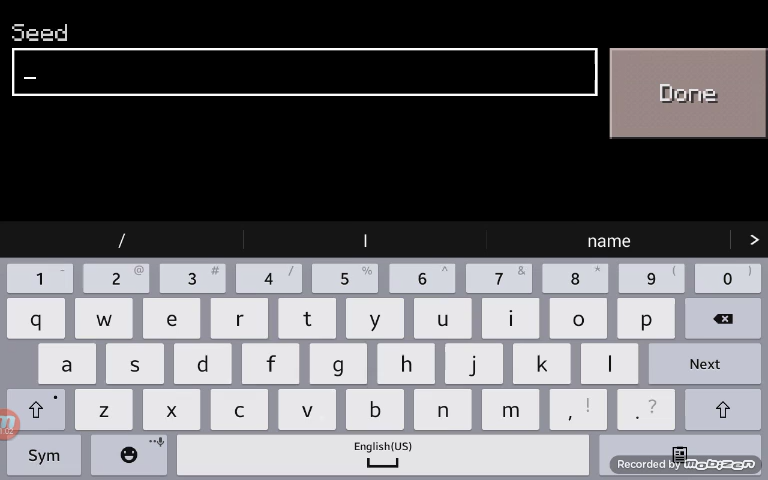 Seed
_
Done
/ I name >
1 - 2 @ 3 # 4 / 5 % 6 ^ 7 & 8 * 9 ( 0 )
q w e r t y u i o p
a s d f g h j k l Next
z x c v b n m , ! . ?
Sym English(US)
Recorded by mobizen